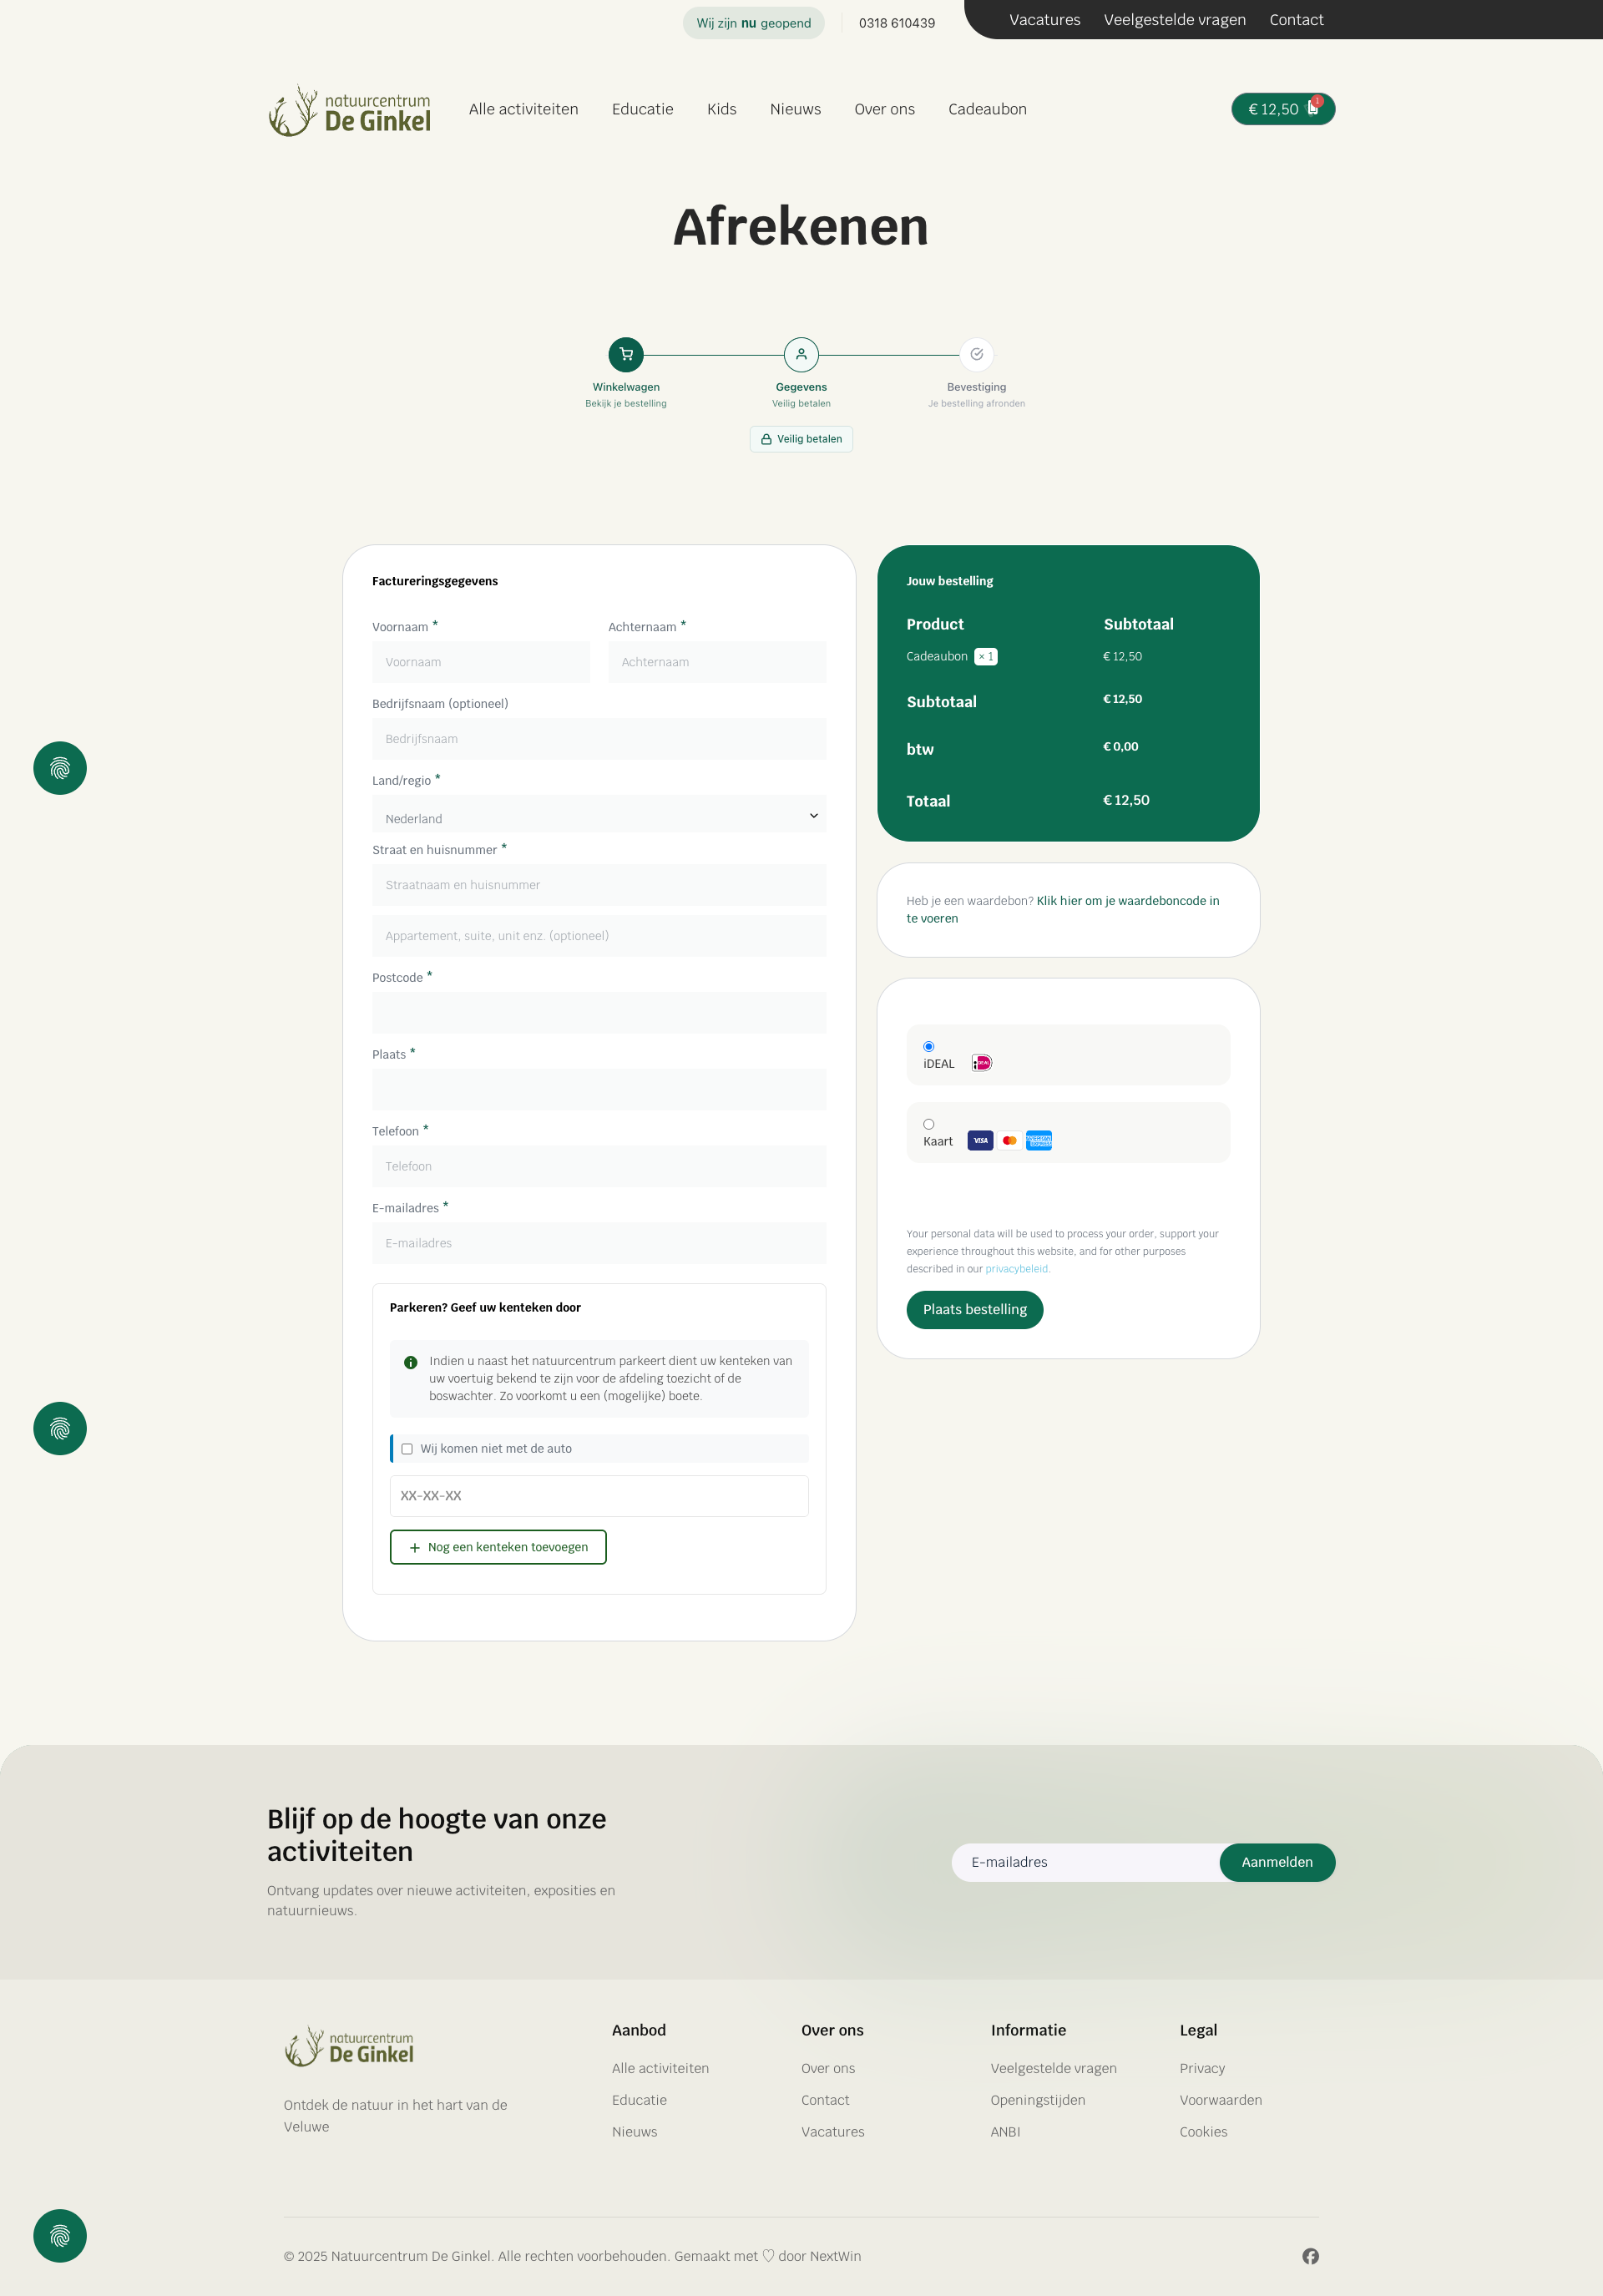 Wij zijn nu geopend
0318 610439
Vacatures
Veelgestelde vragen
Contact
natuurcentrum
De Ginkel
Alle activiteiten
Educatie
Kids
Nieuws
Over ons
Cadeaubon
€ 12,50
1
Afrekenen
Winkelwagen
Bekijk je bestelling
Gegevens
Veilig betalen
Bevestiging
Je bestelling afronden
Veilig betalen
Factureringsgegevens
Voornaam *
Achternaam *
Voornaam
Achternaam
Bedrijfsnaam (optioneel)
Bedrijfsnaam
Land/regio *
Nederland
Straat en huisnummer *
Straatnaam en huisnummer
Appartement, suite, unit enz. (optioneel)
Postcode *
Plaats *
Telefoon *
Telefoon
E-mailadres *
E-mailadres
Parkeren? Geef uw kenteken door
Indien u naast het natuurcentrum parkeert dient uw kenteken van
uw voertuig bekend te zijn voor de afdeling toezicht of de
boswachter. Zo voorkomt u een (mogelijke) boete.
Wij komen niet met de auto
XX-XX-XX
Nog een kenteken toevoegen
Jouw bestelling
Product
Subtotaal
Cadeaubon × 1
€ 12,50
Subtotaal
€ 12,50
btw
€ 0,00
Totaal
€ 12,50
Heb je een waardebon? Klik hier om je waardeboncode in
te voeren
iDEAL
Kaart
VISA
Your personal data will be used to process your order, support your
experience throughout this website, and for other purposes
described in our privacybeleid.
Plaats bestelling
Blijf op de hoogte van onze
activiteiten
Ontvang updates over nieuwe activiteiten, exposities en
natuurnieuws.
E-mailadres
Aanmelden
natuurcentrum
De Ginkel
Ontdek de natuur in het hart van de
Veluwe
Aanbod
Alle activiteiten
Educatie
Nieuws
Over ons
Over ons
Contact
Vacatures
Informatie
Veelgestelde vragen
Openingstijden
ANBI
Legal
Privacy
Voorwaarden
Cookies
© 2025 Natuurcentrum De Ginkel. Alle rechten voorbehouden. Gemaakt met ♡ door NextWin